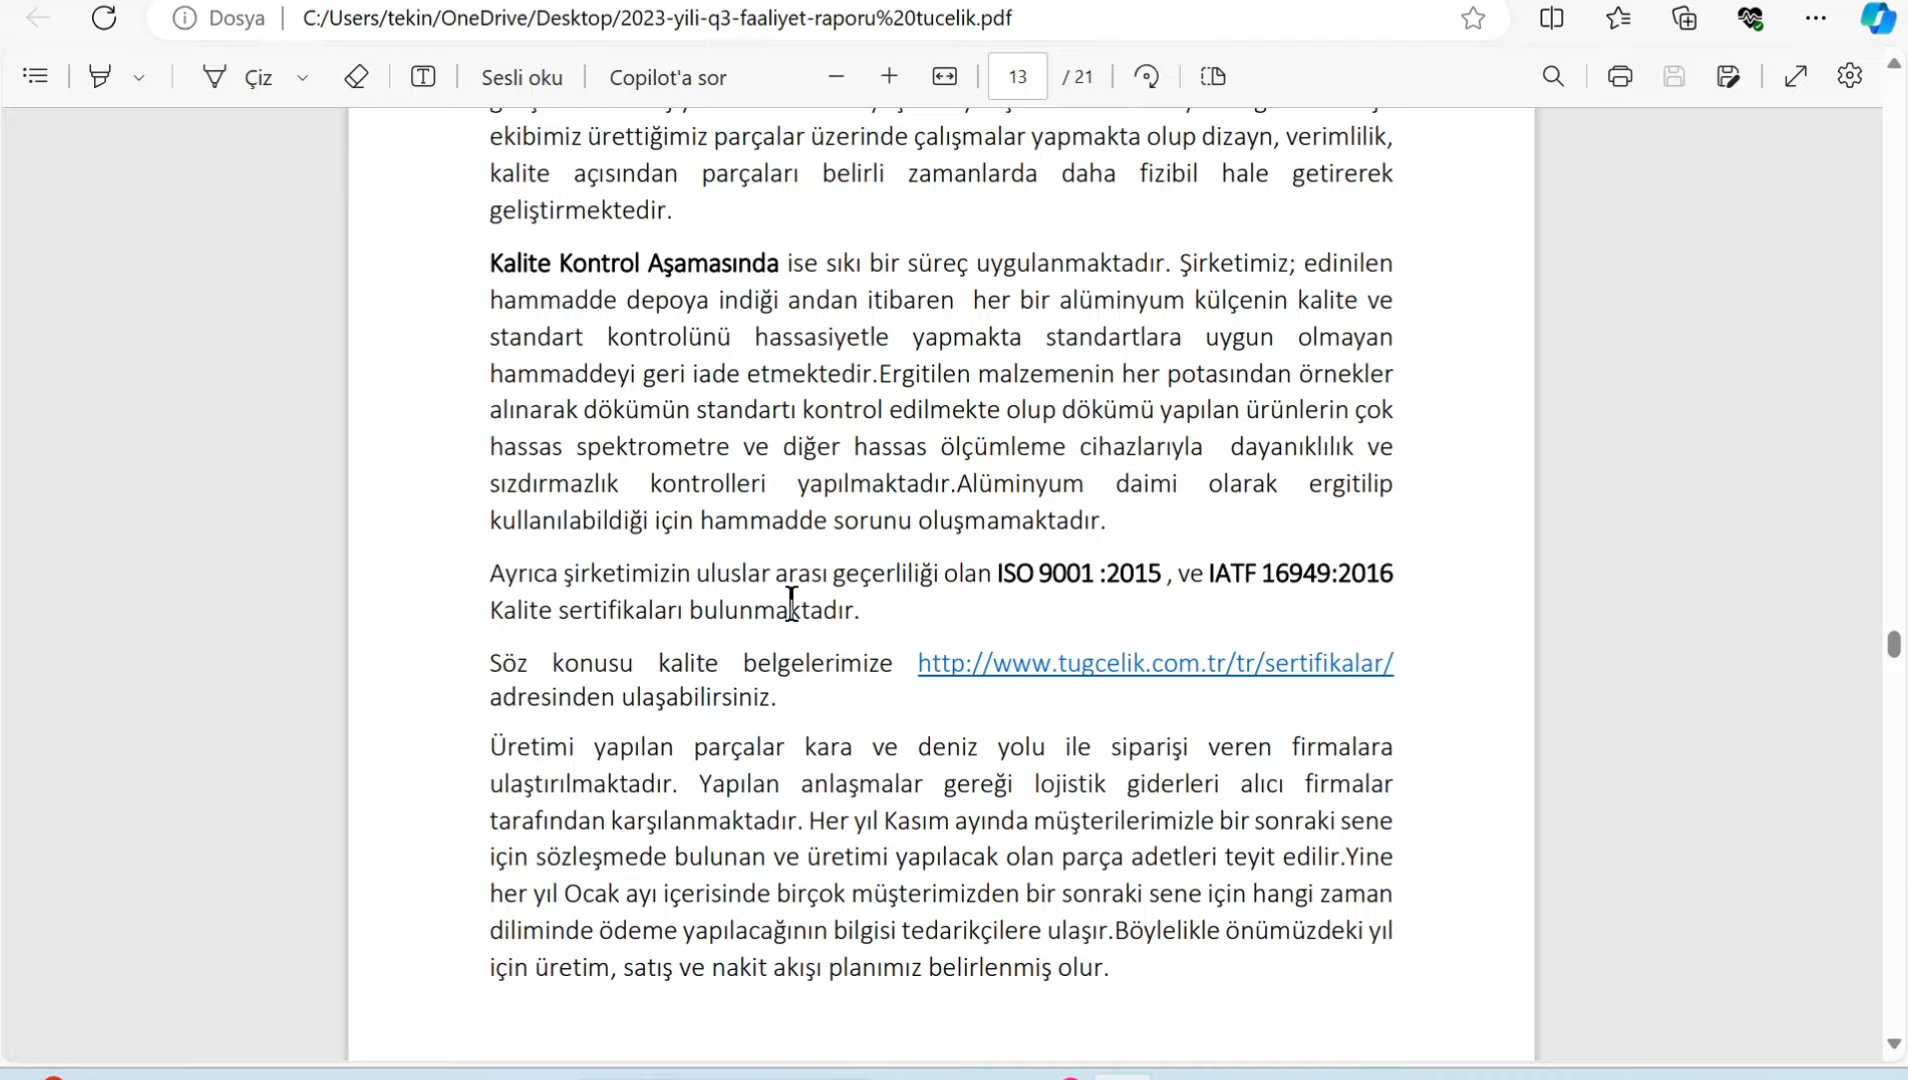 Dosya C:/Users/tekin/OneDrive/Desktop/2023-yili-q3-faaliyet-raporu%20tucelik.pdf
Çiz Sesli oku Copilot'a sor 13 / 21
ekibimiz ürettiğimiz parçalar üzerinde çalışmalar yapmakta olup dizayn, verimlilik,
kalite açısından parçaları belirli zamanlarda daha fizibil hale getirerek
geliştirmektedir.
Kalite Kontrol Aşamasında ise sıkı bir süreç uygulanmaktadır. Şirketimiz; edinilen
hammadde depoya indiği andan itibaren her bir alüminyum külçenin kalite ve
standart kontrolünü hassasiyetle yapmakta standartlara uygun olmayan
hammaddeyi geri iade etmektedir.Ergitilen malzemenin her potasından örnekler
alınarak dökümün standartı kontrol edilmekte olup dökümü yapılan ürünlerin çok
hassas spektrometre ve diğer hassas ölçümleme cihazlarıyla dayanıklılık ve
sızdırmazlık kontrolleri yapılmaktadır.Alüminyum daimi olarak ergitilip
kullanılabildiği için hammadde sorunu oluşmamaktadır.
Ayrıca şirketimizin uluslar arası geçerliliği olan ISO 9001 :2015 , ve IATF 16949:2016
Kalite sertifikaları bulunmaktadır.
Söz konusu kalite belgelerimize http://www.tugcelik.com.tr/tr/sertifikalar/
adresinden ulaşabilirsiniz.
Üretimi yapılan parçalar kara ve deniz yolu ile siparişi veren firmalara
ulaştırılmaktadır. Yapılan anlaşmalar gereği lojistik giderleri alıcı firmalar
tarafından karşılanmaktadır. Her yıl Kasım ayında müşterilerimizle bir sonraki sene
için sözleşmede bulunan ve üretimi yapılacak olan parça adetleri teyit edilir.Yine
her yıl Ocak ayı içerisinde birçok müşterimizden bir sonraki sene için hangi zaman
diliminde ödeme yapılacağının bilgisi tedarikçilere ulaşır.Böylelikle önümüzdeki yıl
için üretim, satış ve nakit akışı planımız belirlenmiş olur.